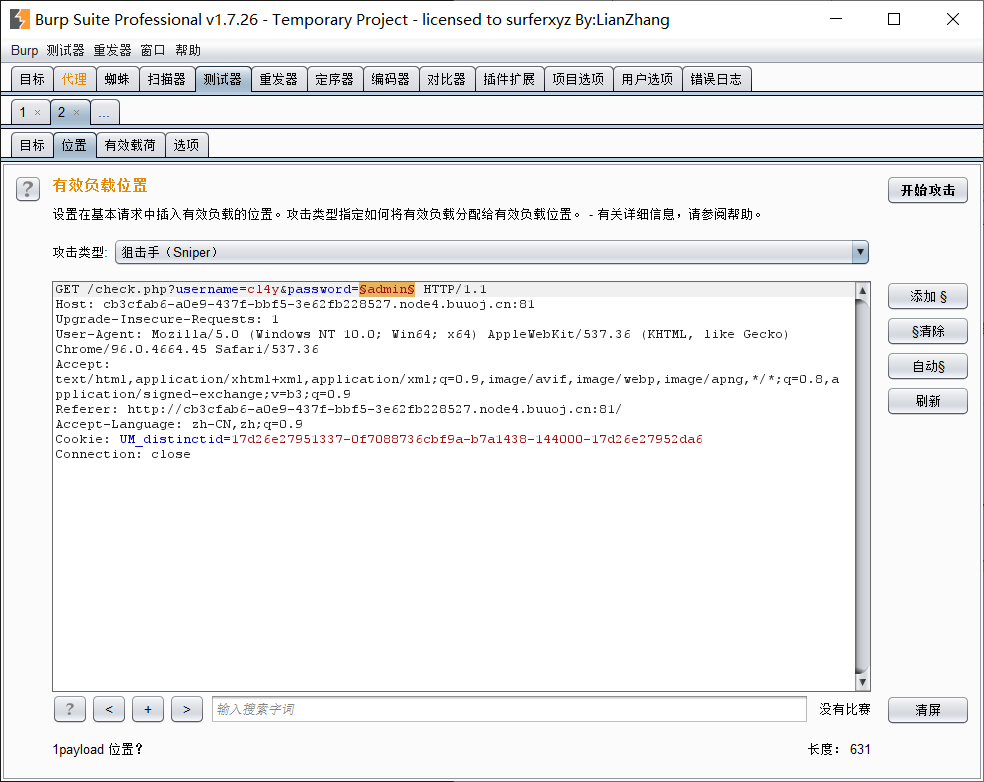 Burp Suite Professional v1.7.26 - Temporary Project - licensed to surferxyz By:LianZhang
Burp 测试器 重发器 窗口 帮助
目标 代理 蜘蛛 扫描器 测试器 重发器 定序器 编码器 对比器 插件扩展 项目选项 用户选项 错误日志
1 × 2 × ...
目标 位置 有效载荷 选项
? 有效负载位置 开始攻击
设置在基本请求中插入有效负载的位置。攻击类型指定如何将有效负载分配给有效负载位置。 - 有关详细信息，请参阅帮助。
攻击类型: 狙击手（Sniper）
GET /check.php?username=cl4y&password=§admin§ HTTP/1.1
Host: cb3cfab6-a0e9-437f-bbf5-3e62fb228527.node4.buuoj.cn:81
Upgrade-Insecure-Requests: 1
User-Agent: Mozilla/5.0 (Windows NT 10.0; Win64; x64) AppleWebKit/537.36 (KHTML, like Gecko)
Chrome/96.0.4664.45 Safari/537.36
Accept:
text/html,application/xhtml+xml,application/xml;q=0.9,image/avif,image/webp,image/apng,*/*;q=0.8,a
pplication/signed-exchange;v=b3;q=0.9
Referer: http://cb3cfab6-a0e9-437f-bbf5-3e62fb228527.node4.buuoj.cn:81/
Accept-Language: zh-CN,zh;q=0.9
Cookie: UM_distinctid=17d26e27951337-0f7088736cbf9a-b7a1438-144000-17d26e27952da6
Connection: close
添加 §
§清除
自动§
刷新
? < + > 输入搜索字词 没有比赛 清屏
1payload 位置? 长度： 631